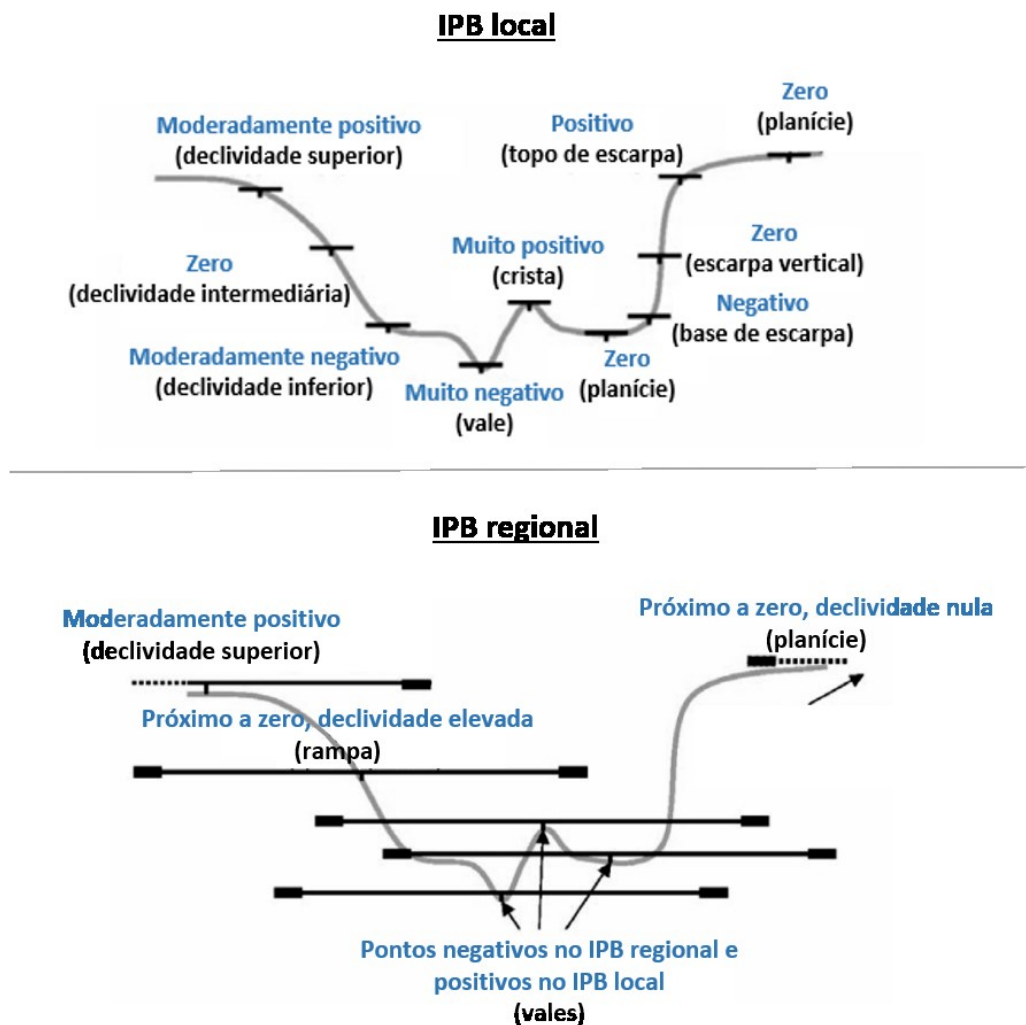 IPB local
Zero
(planície)
Moderadamente positivo
(declividade superior)
Positivo
(topo de escarpa)
Muito positivo
(crista)
Zero
(escarpa vertical)
Zero
(declividade intermediária)
Negativo
(base de escarpa)
Moderadamente negativo
(declividade inferior)
Zero
(planície)
Muito negativo
(vale)
IPB regional
Moderadamente positivo
(declividade superior)
Próximo a zero, declividade nula
(planície)
Próximo a zero, declividade elevada
(rampa)
Pontos negativos no IPB regional e
positivos no IPB local
(vales)